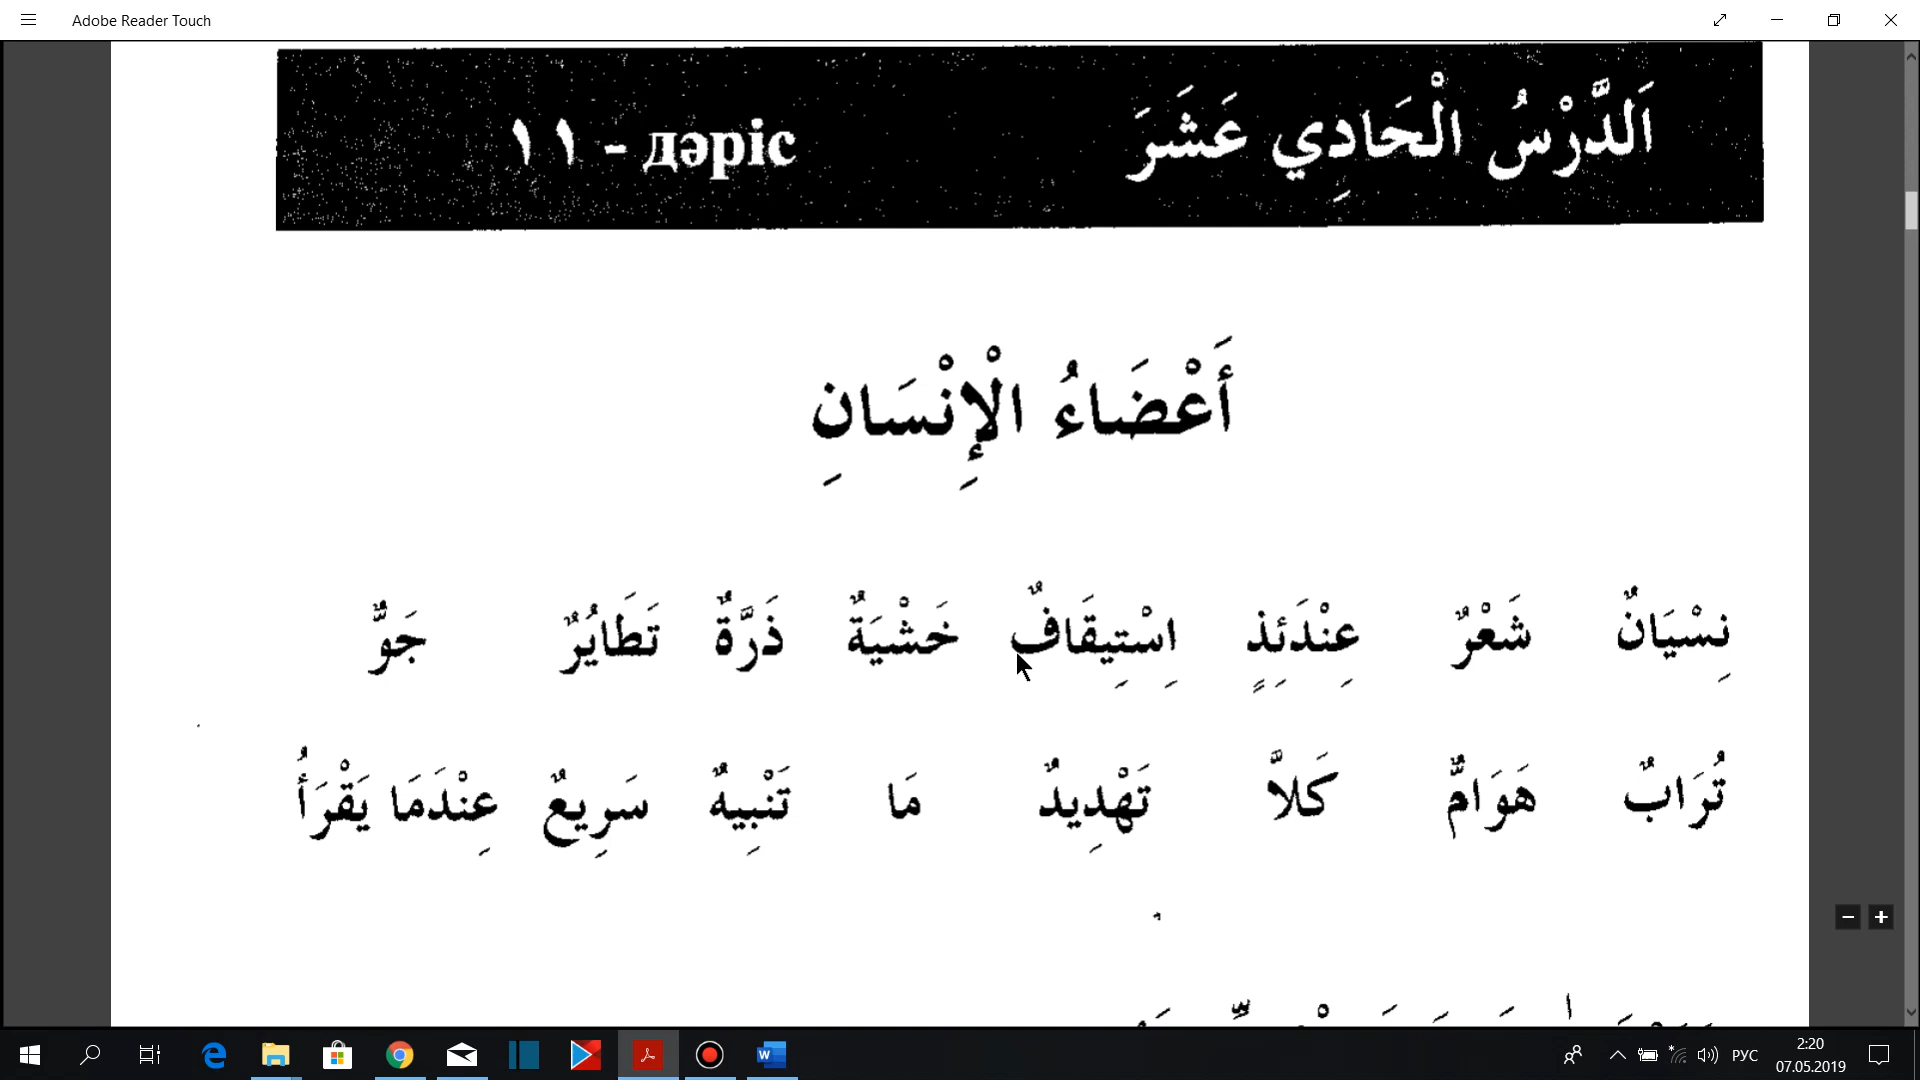 Adobe Reader Touch
اَلدَّرْسُ الْحَادِي عَشَرَ
١١ - дәріс
أَعْضَاءُ الْإِنْسَانِ
نِسْيَانٌ شَعْرٌ عِنْدَئِذٍ اِسْتِيقَافٌ خَشْيَةٌ ذَرَّةٌ تَطَايُرٌ جَوٌّ
تُرَابٌ هَوَامٌّ كَلاَّ تَهْدِيدٌ مَا تَنْبِيهٌ سَرِيعٌ عِنْدَمَا يَقْرَأُ
РУС
2:20
07.05.2019